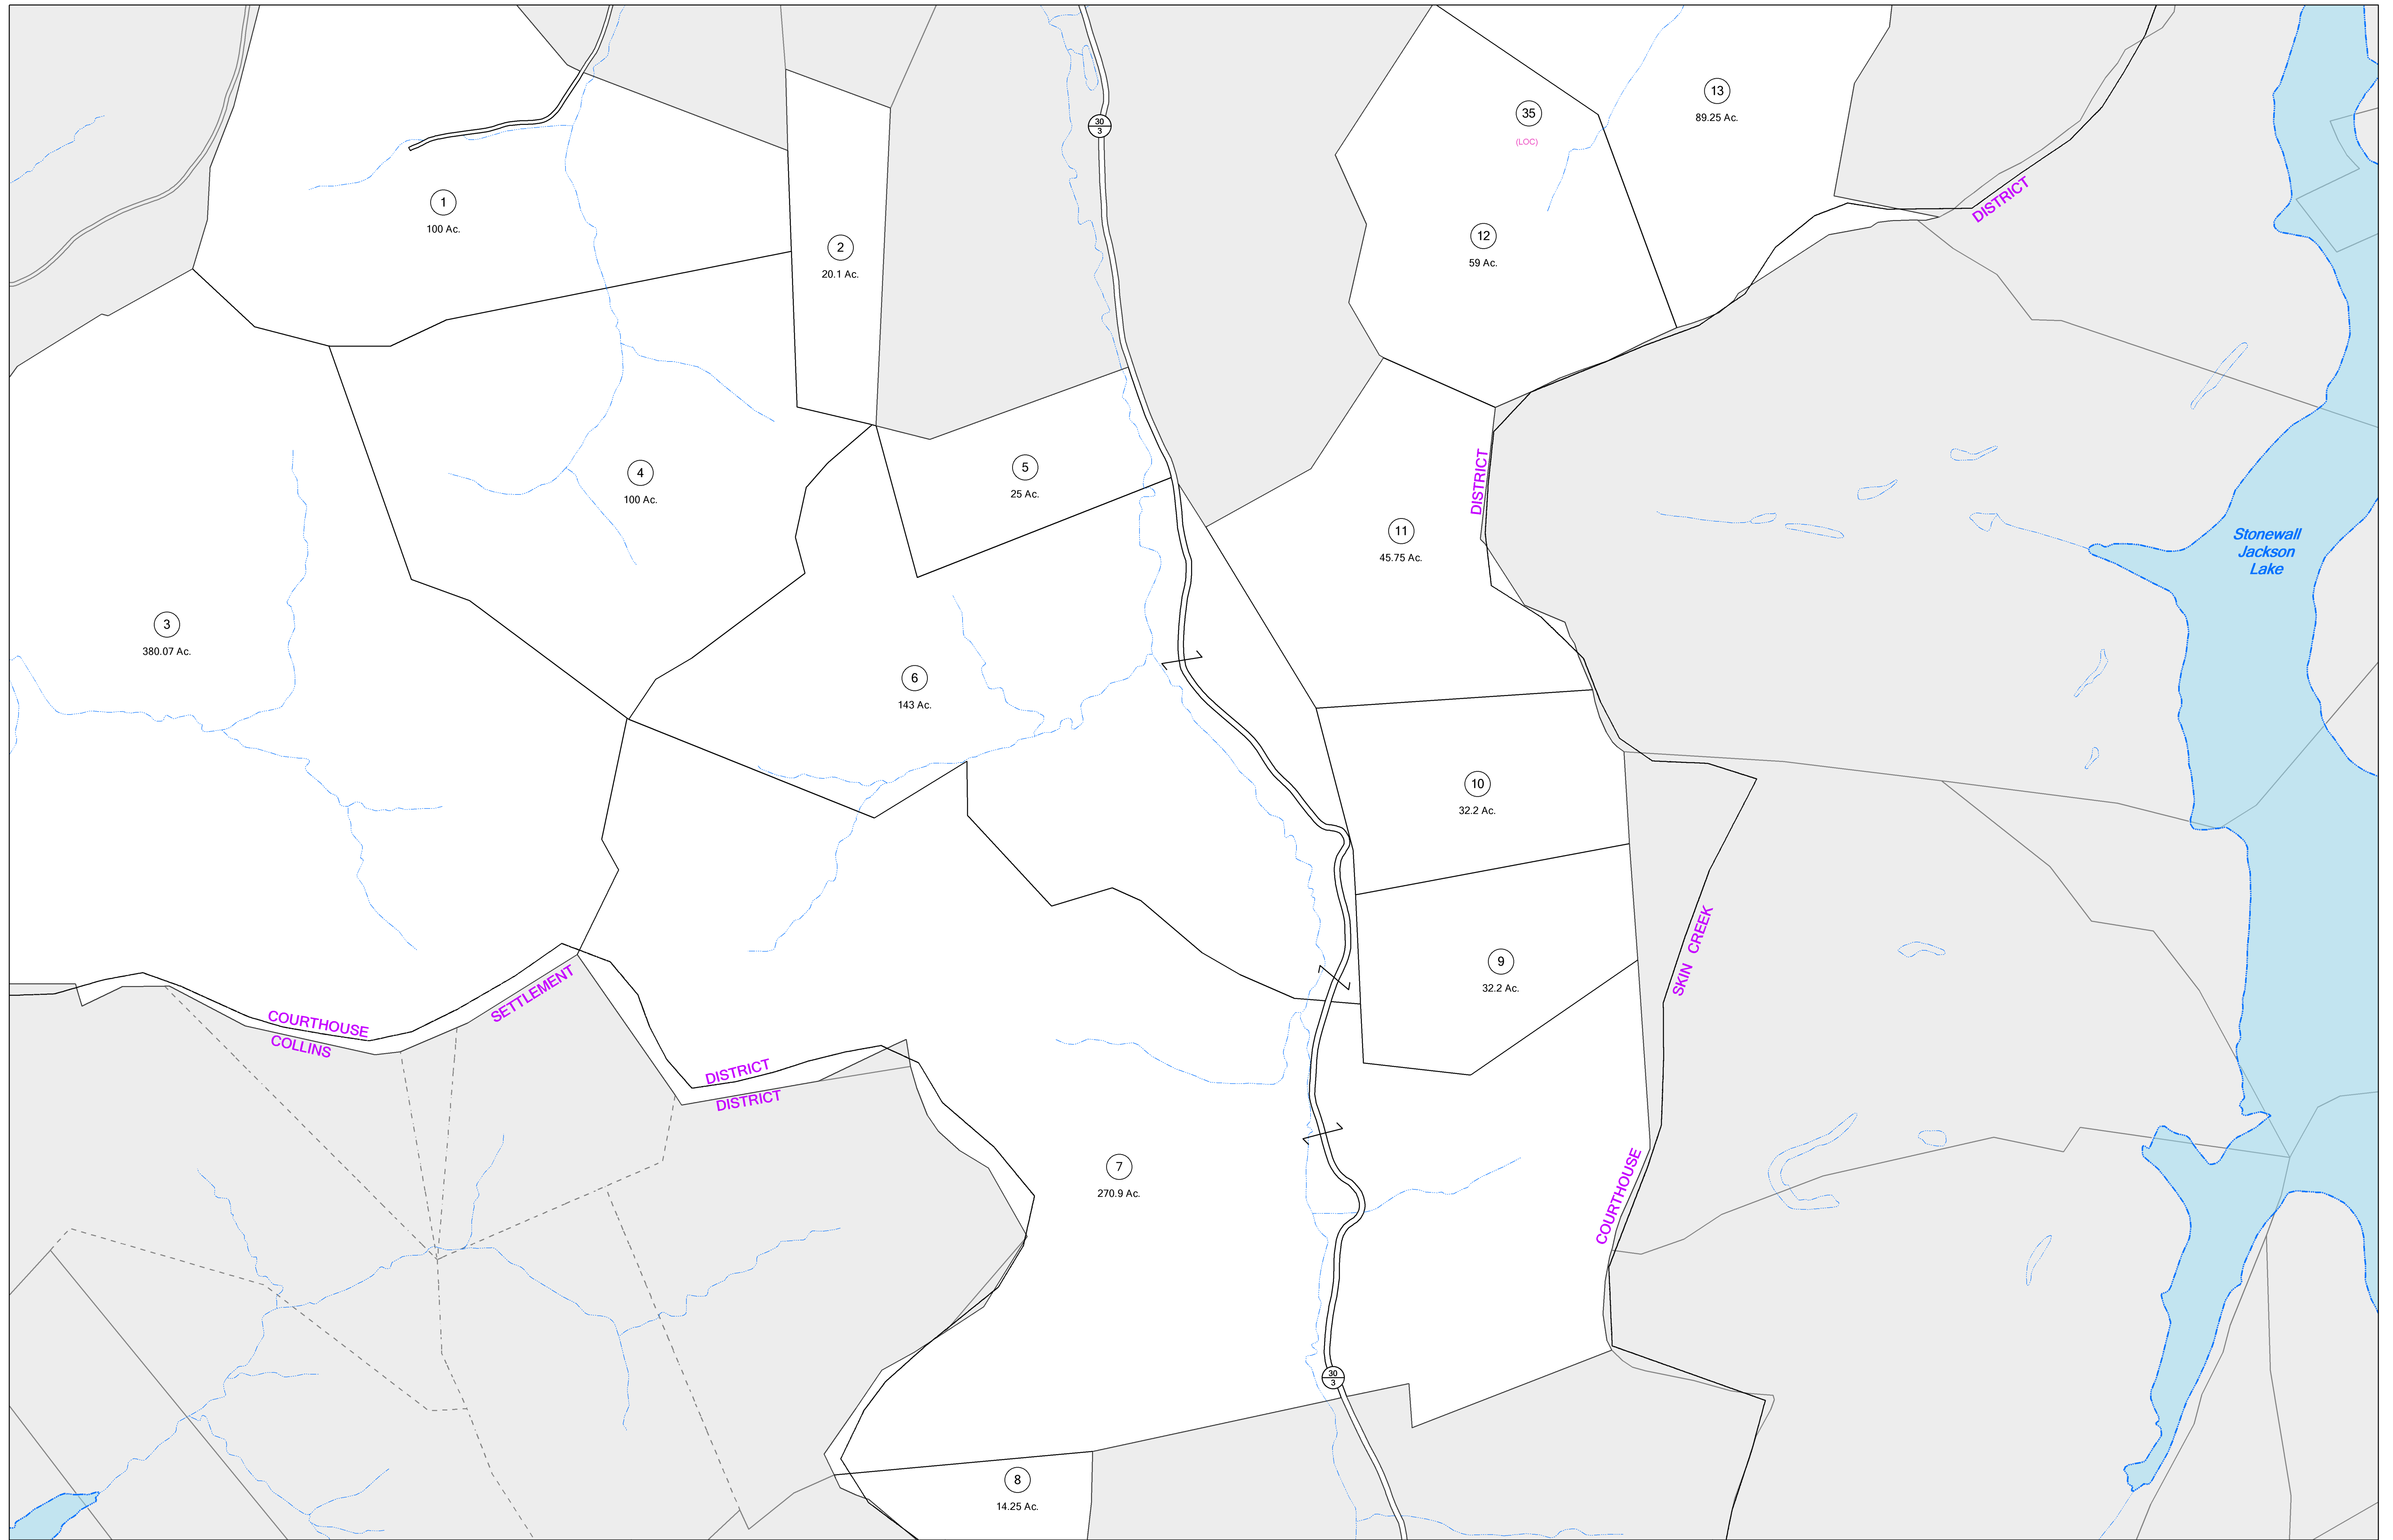 13
89.25 Ac.
35
(LOC)
30
3
DISTRICT
1
100 Ac.
2
20.1 Ac.
12
59 Ac.
4
100 Ac.
5
25 Ac.
DISTRICT
11
45.75 Ac.
Stonewall
Jackson
Lake
3
380.07 Ac.
6
143 Ac.
10
32.2 Ac.
9
32.2 Ac.
SKIN CREEK
SETTLEMENT
COURTHOUSE
COLLINS
DISTRICT
DISTRICT
7
270.9 Ac.
COURTHOUSE
30
3
8
14.25 Ac.